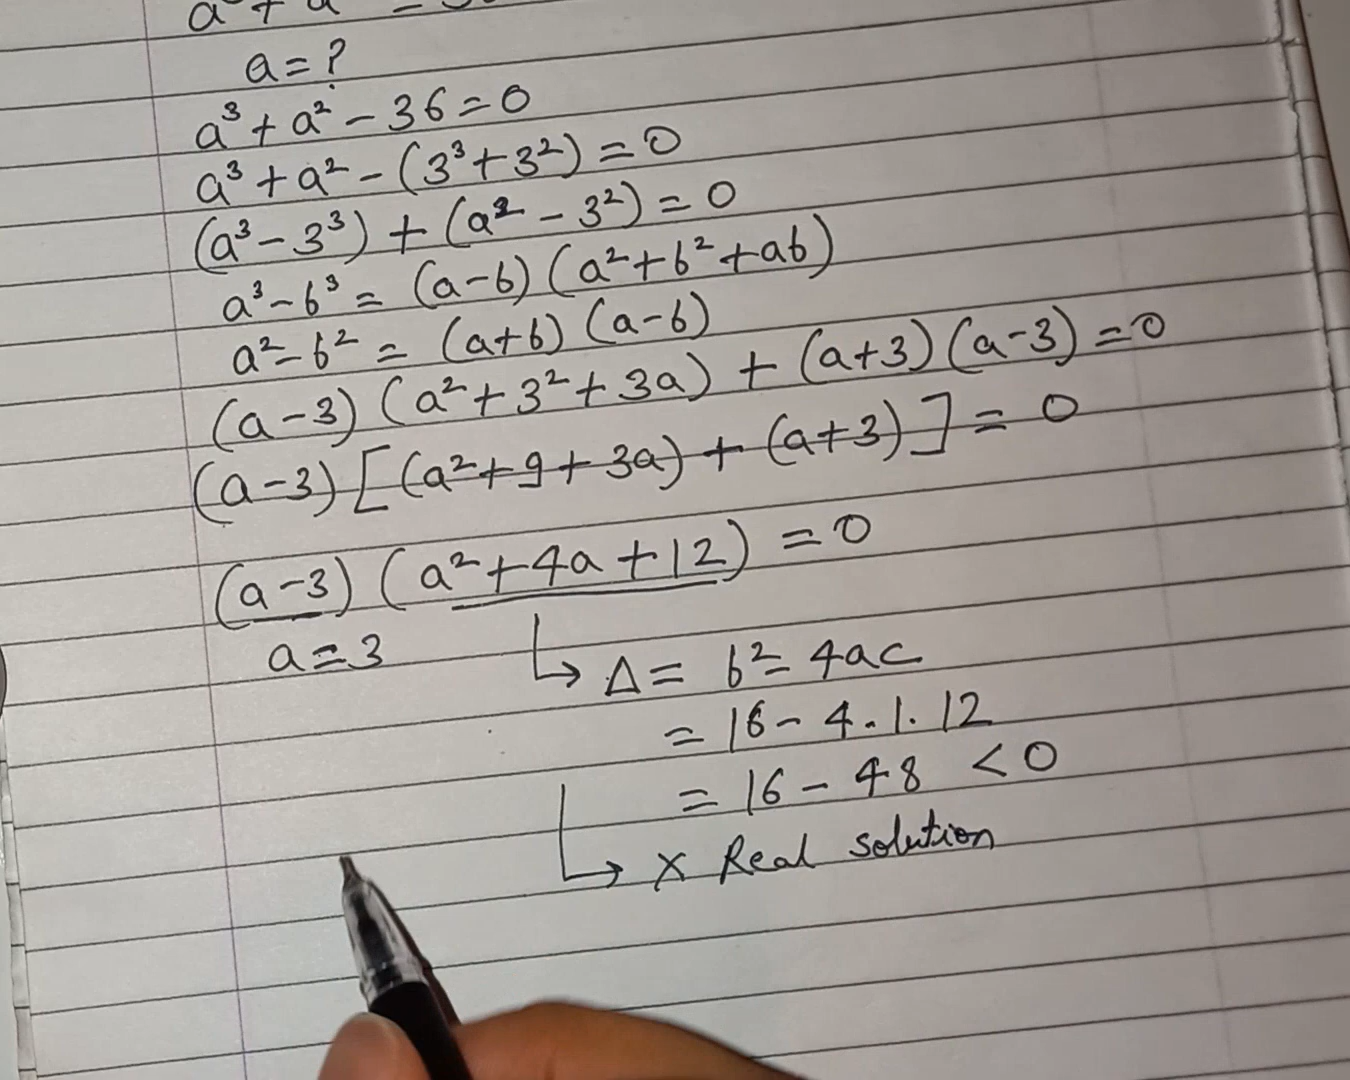 a³ + a
a = ?
a³ + a² - 36 = 0
a³ + a² - (3³ + 3²) = 0
(a³ - 3³) + (a² - 3²) = 0
a³ - b³ = (a-b) (a² + b² + ab)
a² - b² = (a+b) (a-b)
(a-3) (a² + 3² + 3a) + (a+3) (a-3) = 0
(a-3) [(a² + 9 + 3a) + (a+3)] = 0
(a-3) (a² + 4a + 12) = 0
a = 3
↳ Δ = b² - 4ac
= 16 - 4.1.12
= 16 - 48 < 0
↳ x Real solution